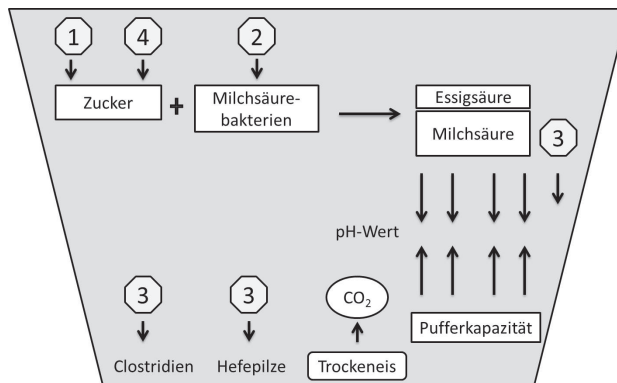 1 4 2
Zucker + Milchsäure-
bakterien
Essigsäure
Milchsäure
3
pH-Wert
3 3
CO₂
Pufferkapazität
Clostridien Hefepilze Trockeneis